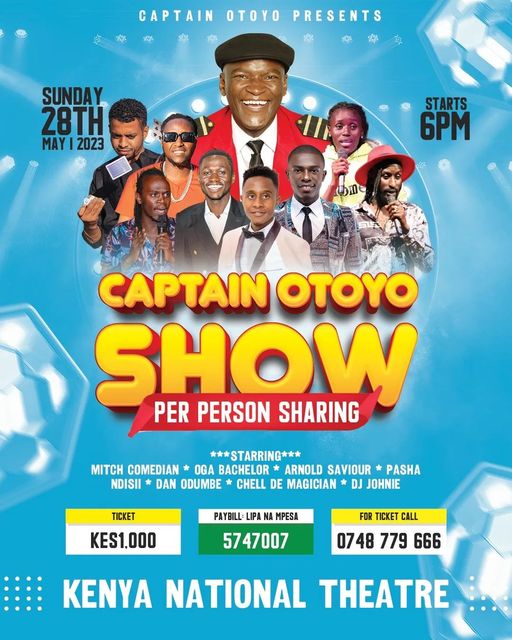 CAPTAIN OTOYO PRESENTS
SUNDAY
28TH
MAY | 2023
STARTS
6PM
CAPTAIN OTOYO
SHOW
PER PERSON SHARING
***STARRING***
MITCH COMEDIAN * OGA BACHELOR * ARNOLD SAVIOUR * PASHA
NDISII * DAN ODUMBE * CHELL DE MAGICIAN * DJ JOHNIE
TICKET
KES1,000
PAYBILL: LIPA NA MPESA
5747007
FOR TICKET CALL
0748 779 666
KENYA NATIONAL THEATRE